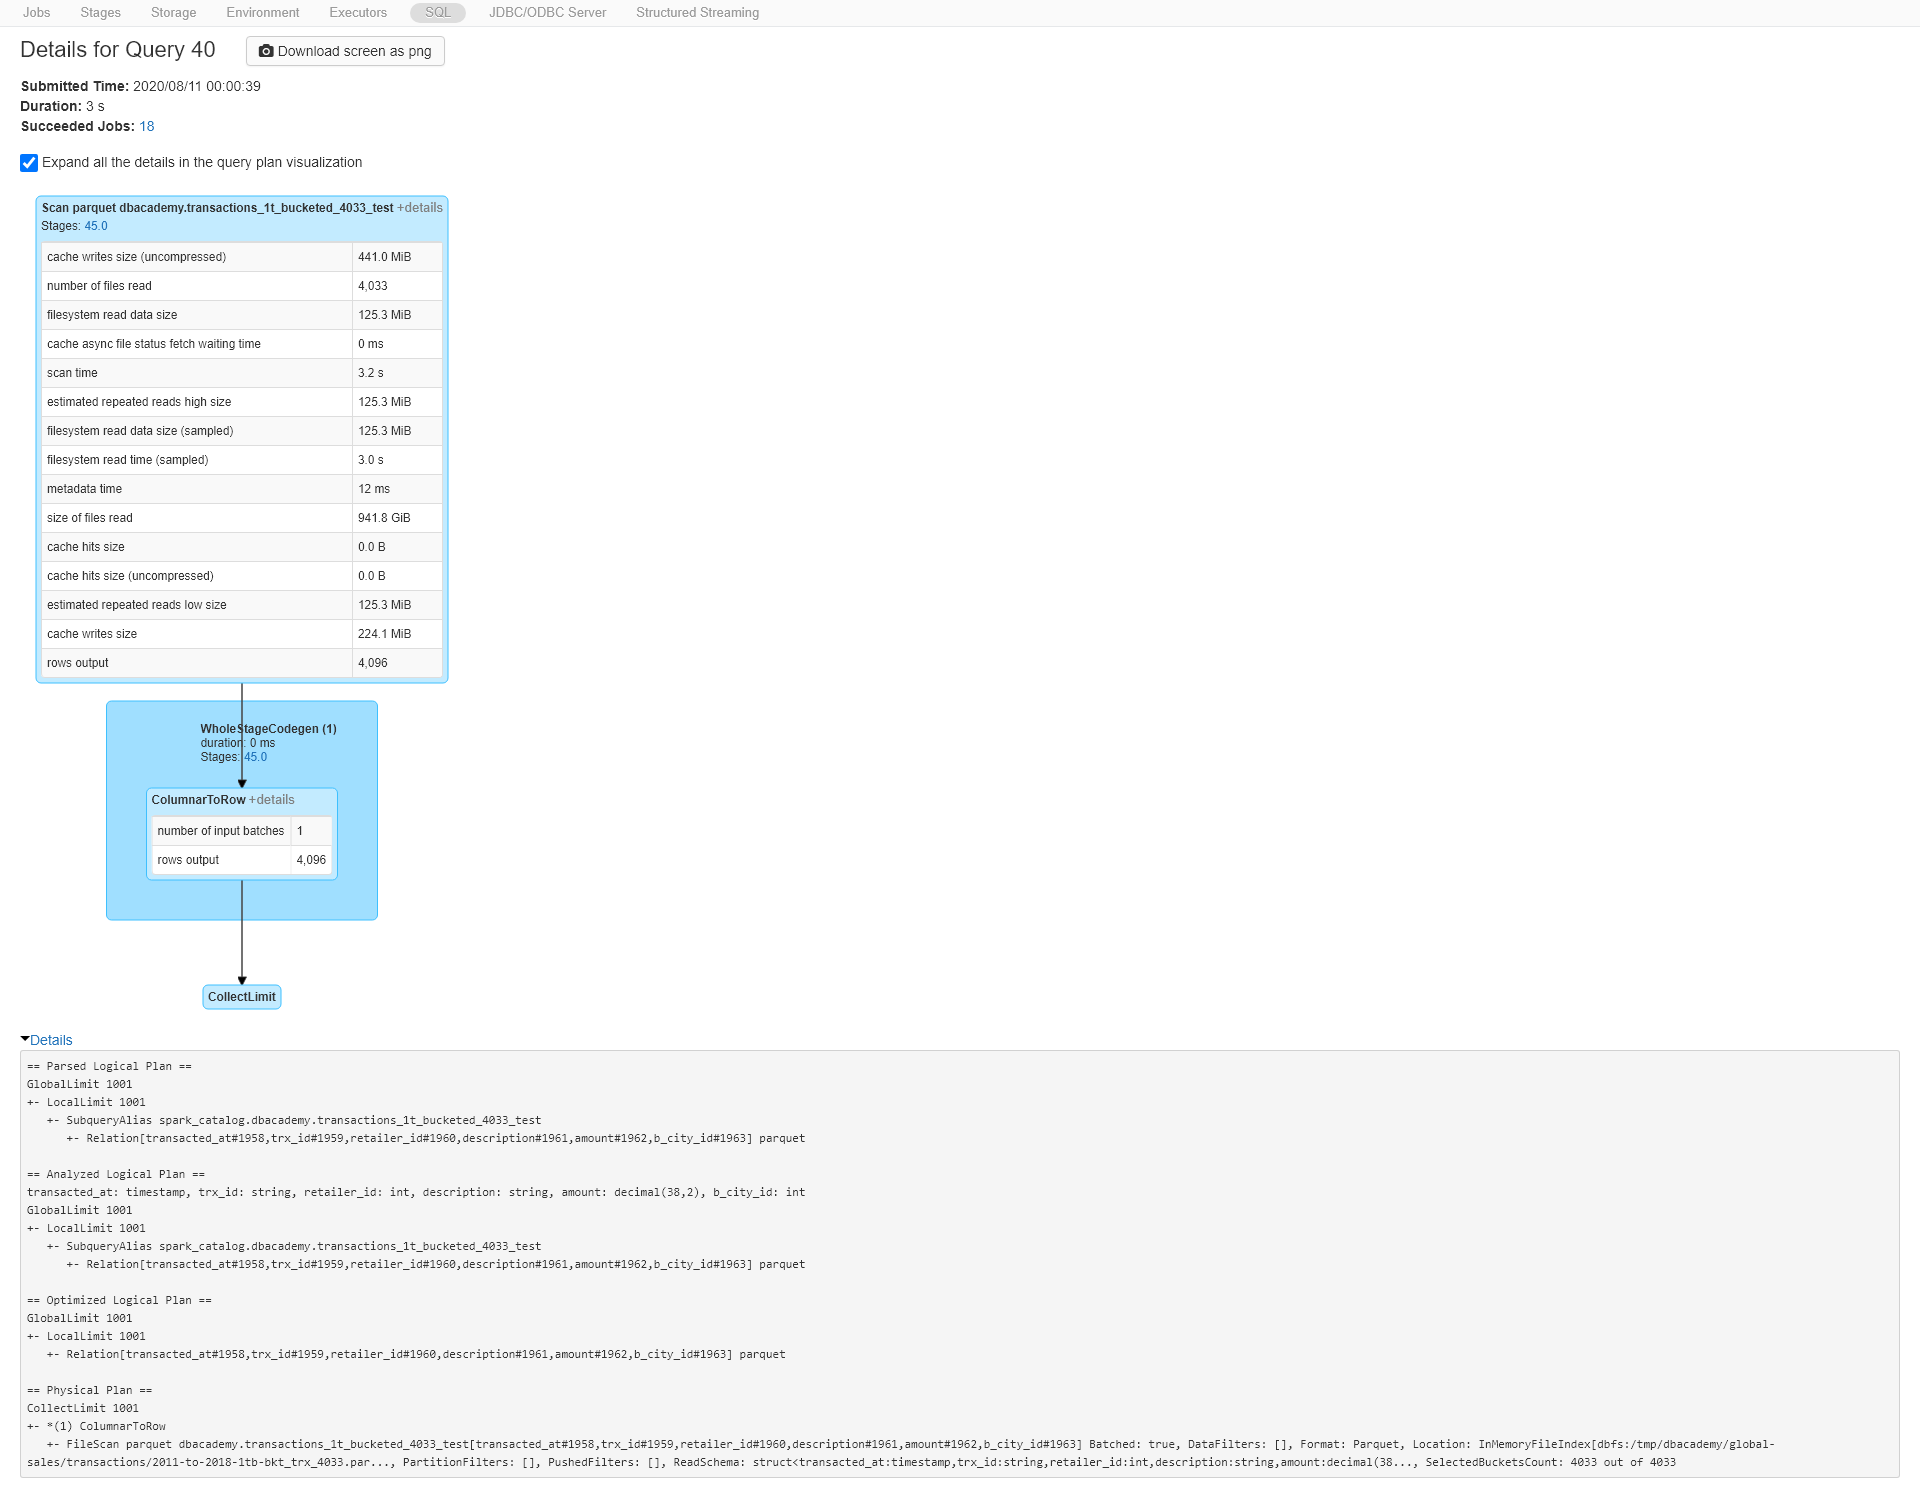 Jobs Stages Storage Environment Executors SQL JDBC/ODBC Server Structured Streaming
Details for Query 40 Download screen as png
Submitted Time: 2020/08/11 00:00:39
Duration: 3 s
Succeeded Jobs: 18
Expand all the details in the query plan visualization
Scan parquet dbacademy.transactions_1t_bucketed_4033_test +details
Stages: 45.0
cache writes size (uncompressed) 441.0 MiB
number of files read 4,033
filesystem read data size 125.3 MiB
cache async file status fetch waiting time 0 ms
scan time 3.2 s
estimated repeated reads high size 125.3 MiB
filesystem read data size (sampled) 125.3 MiB
filesystem read time (sampled) 3.0 s
metadata time 12 ms
size of files read 941.8 GiB
cache hits size 0.0 B
cache hits size (uncompressed) 0.0 B
estimated repeated reads low size 125.3 MiB
cache writes size 224.1 MiB
rows output 4,096
WholeStageCodegen (1)
duration: 0 ms
Stages: 45.0
ColumnarToRow +details
number of input batches 1
rows output 4,096
CollectLimit
Details
== Parsed Logical Plan ==
GlobalLimit 1001
+- LocalLimit 1001
   +- SubqueryAlias spark_catalog.dbacademy.transactions_1t_bucketed_4033_test
      +- Relation[transacted_at#1958,trx_id#1959,retailer_id#1960,description#1961,amount#1962,b_city_id#1963] parquet
== Analyzed Logical Plan ==
transacted_at: timestamp, trx_id: string, retailer_id: int, description: string, amount: decimal(38,2), b_city_id: int
GlobalLimit 1001
+- LocalLimit 1001
   +- SubqueryAlias spark_catalog.dbacademy.transactions_1t_bucketed_4033_test
      +- Relation[transacted_at#1958,trx_id#1959,retailer_id#1960,description#1961,amount#1962,b_city_id#1963] parquet
== Optimized Logical Plan ==
GlobalLimit 1001
+- LocalLimit 1001
   +- Relation[transacted_at#1958,trx_id#1959,retailer_id#1960,description#1961,amount#1962,b_city_id#1963] parquet
== Physical Plan ==
CollectLimit 1001
+- *(1) ColumnarToRow
   +- FileScan parquet dbacademy.transactions_1t_bucketed_4033_test[transacted_at#1958,trx_id#1959,retailer_id#1960,description#1961,amount#1962,b_city_id#1963] Batched: true, DataFilters: [], Format: Parquet, Location: InMemoryFileIndex[dbfs:/tmp/dbacademy/global-
sales/transactions/2011-to-2018-1tb-bkt_trx_4033.par..., PartitionFilters: [], PushedFilters: [], ReadSchema: struct<transacted_at:timestamp,trx_id:string,retailer_id:int,description:string,amount:decimal(38..., SelectedBucketsCount: 4033 out of 4033